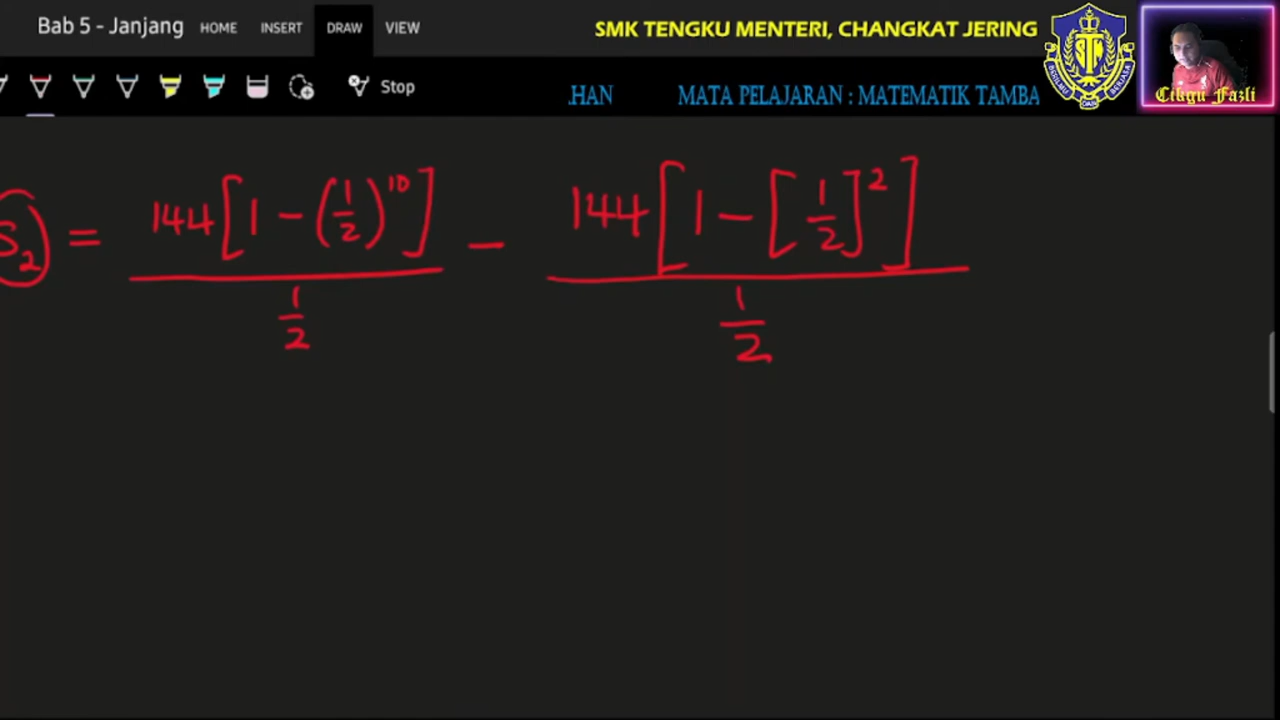 Bab 5 - Janjang HOME INSERT DRAW VIEW
SMK TENGKU MENTERI, CHANGKAT JERING
Stop
.HAN MATA PELAJARAN : MATEMATIK TAMBA
Cikgu Fazli
S₂) = 144[1 - (1/2)^10] / (1/2) - 144[1 - [1/2]^2] / (1/2)